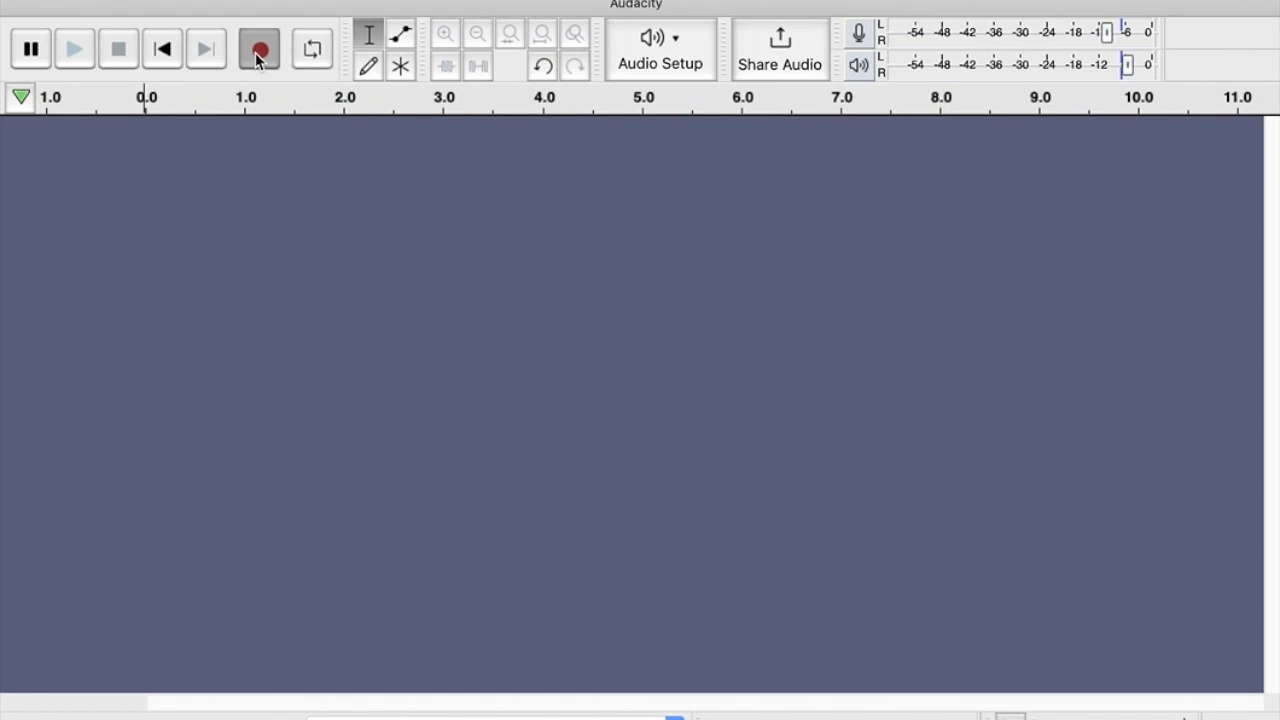 Audacity
L
R
-54 -48 -42 -36 -30 -24 -18 -1 -6 0
Audio Setup
Share Audio
L
R
-54 -48 -42 -36 -30 -24 -18 -12 0
1.0 0.0 1.0 2.0 3.0 4.0 5.0 6.0 7.0 8.0 9.0 10.0 11.0